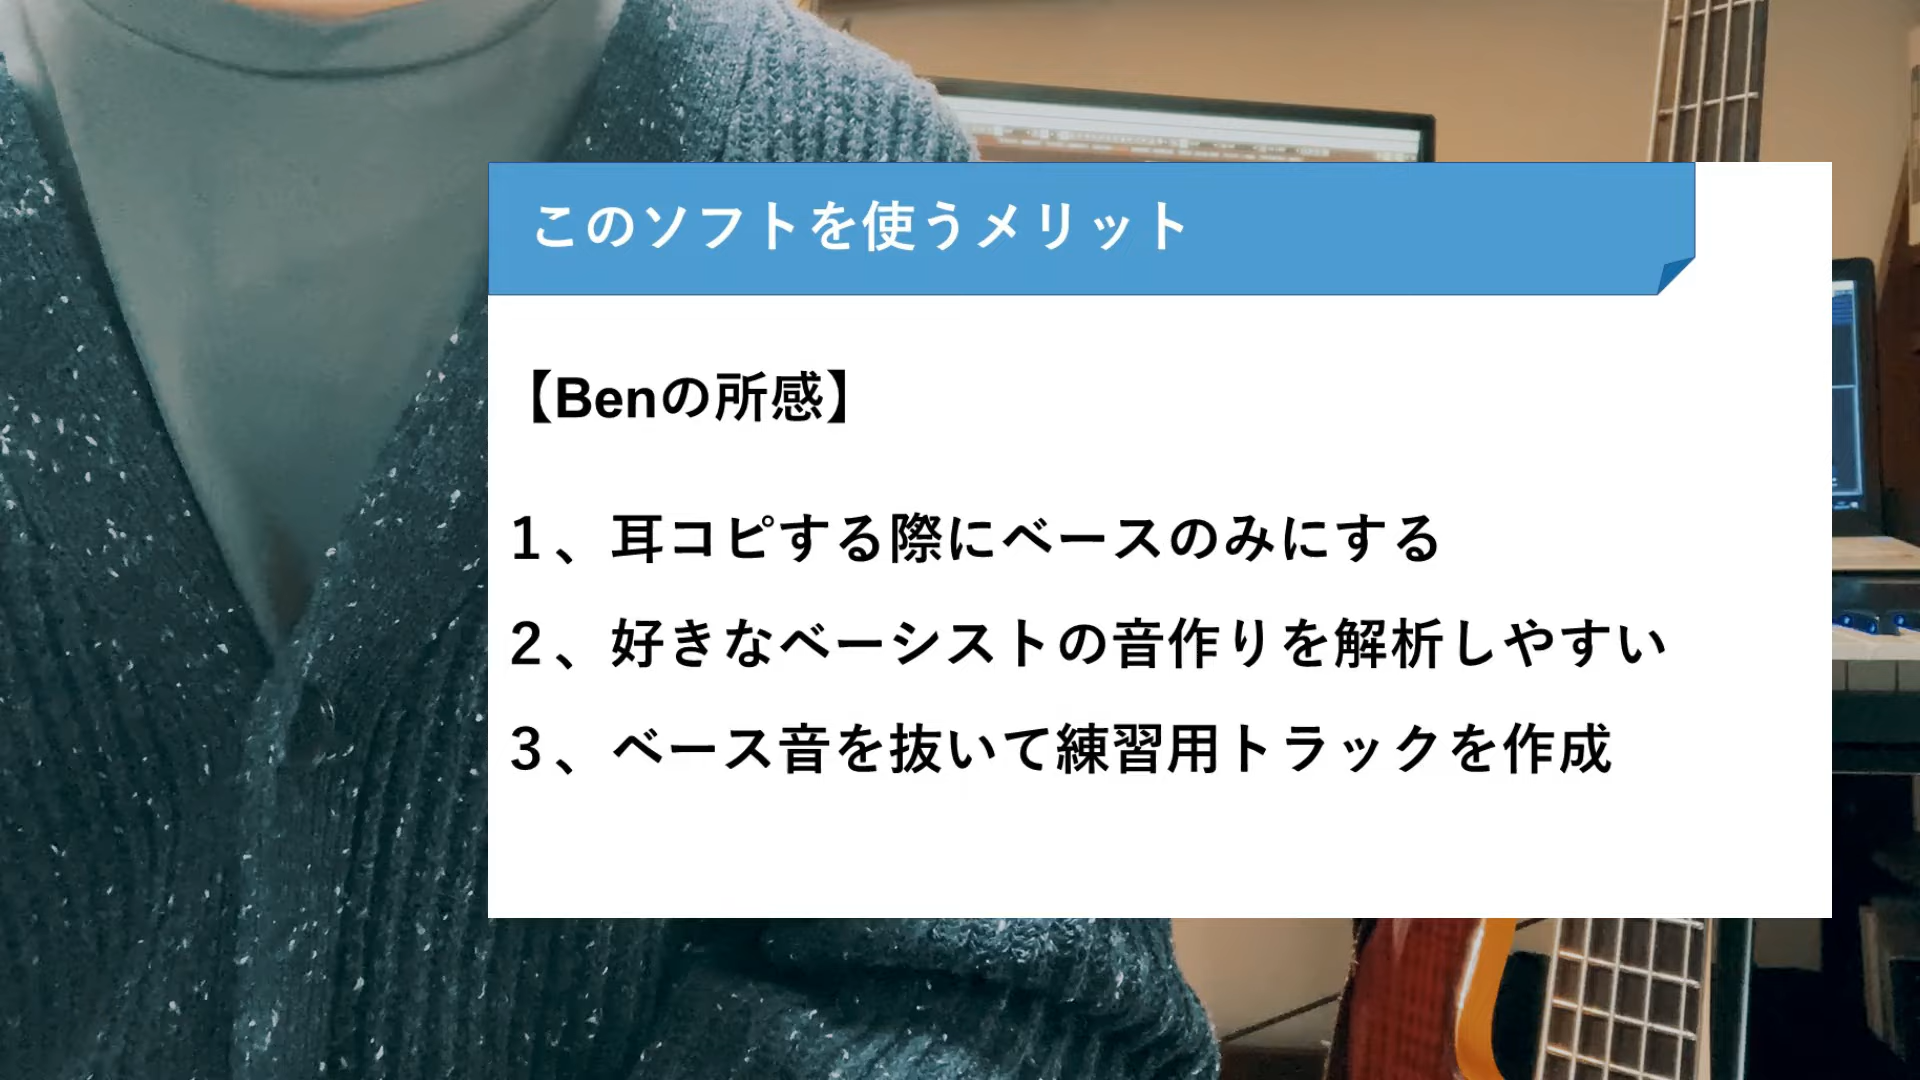 このソフトを使うメリット
【Benの所感】
１、耳コピする際にベースのみにする
２、好きなベーシストの音作りを解析しやすい
３、ベース音を抜いて練習用トラックを作成